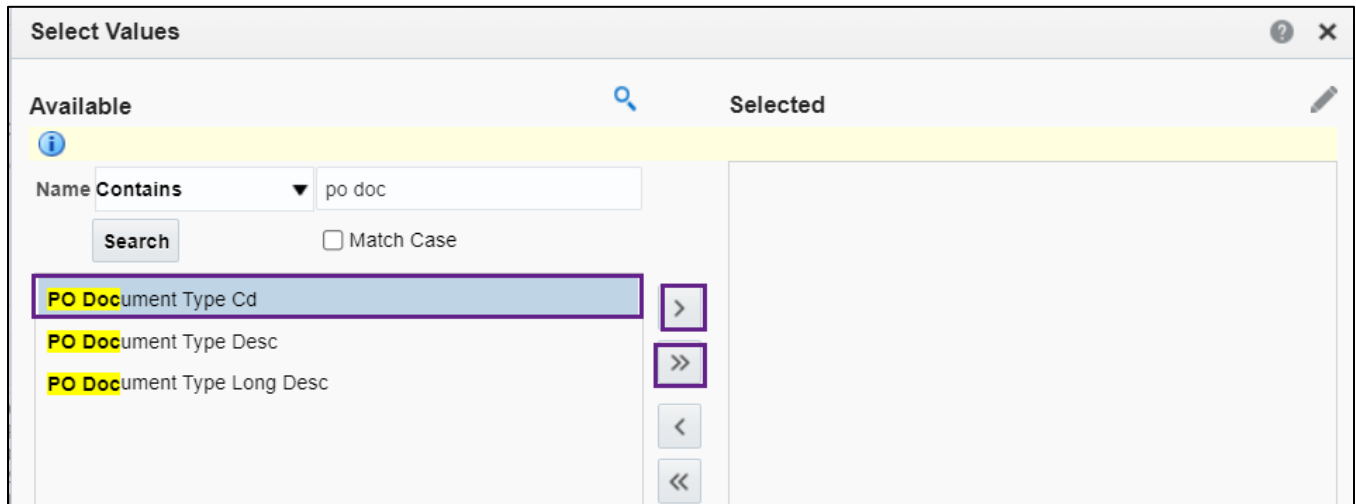 Select Values
Available
Selected
Name Contains po doc
Search Match Case
PO Document Type Cd
PO Document Type Desc
PO Document Type Long Desc